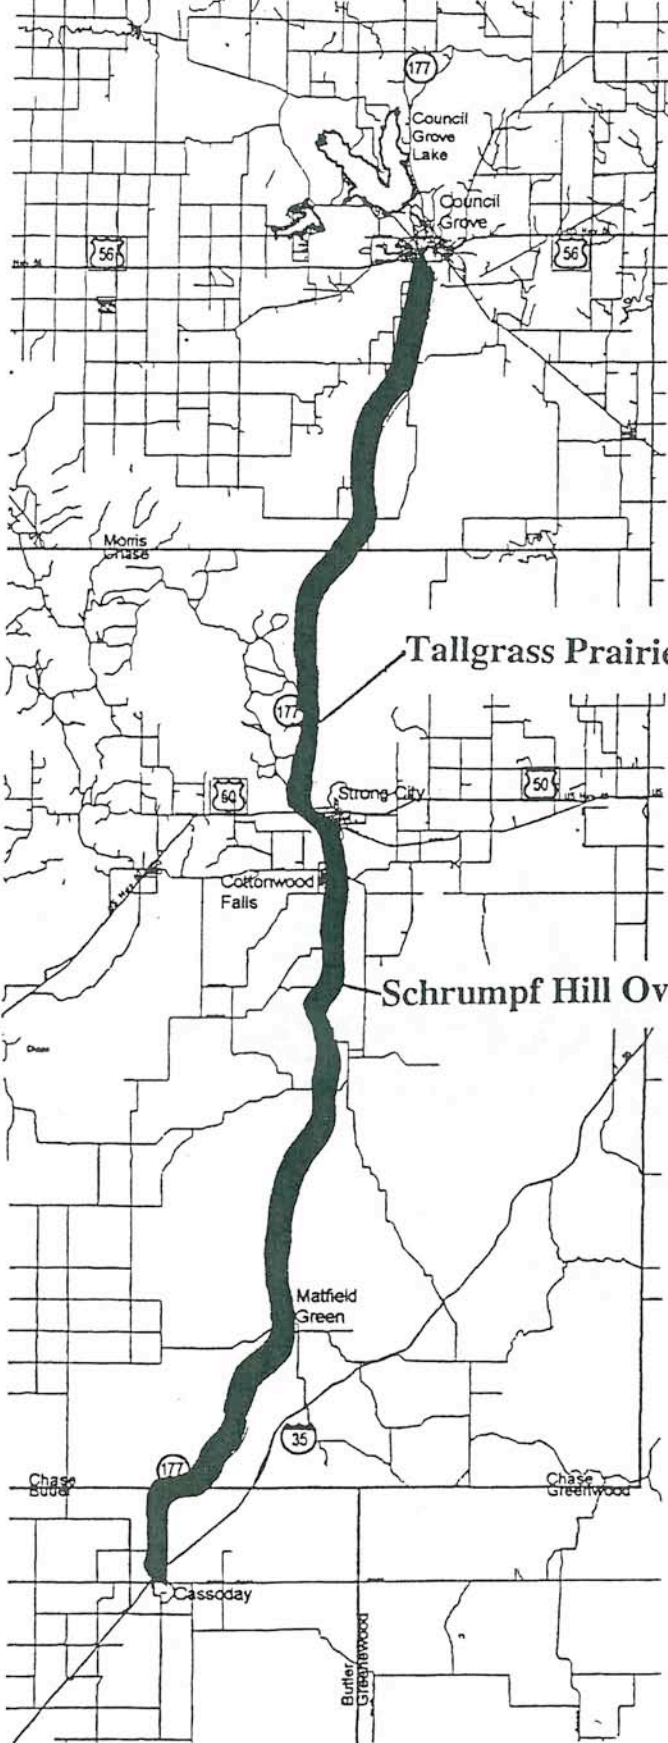 177
Council
Grove
Lake
Council
Grove
56
56
Morris
Chase
Tallgrass Prairie
177
50
50
Strong City
Cottonwood
Falls
Schrumpf Hill Ov
Chase
Matfield
Green
35
177
Chase
Butler
Chase
Greenwood
Cassoday
Butler
Greenwood